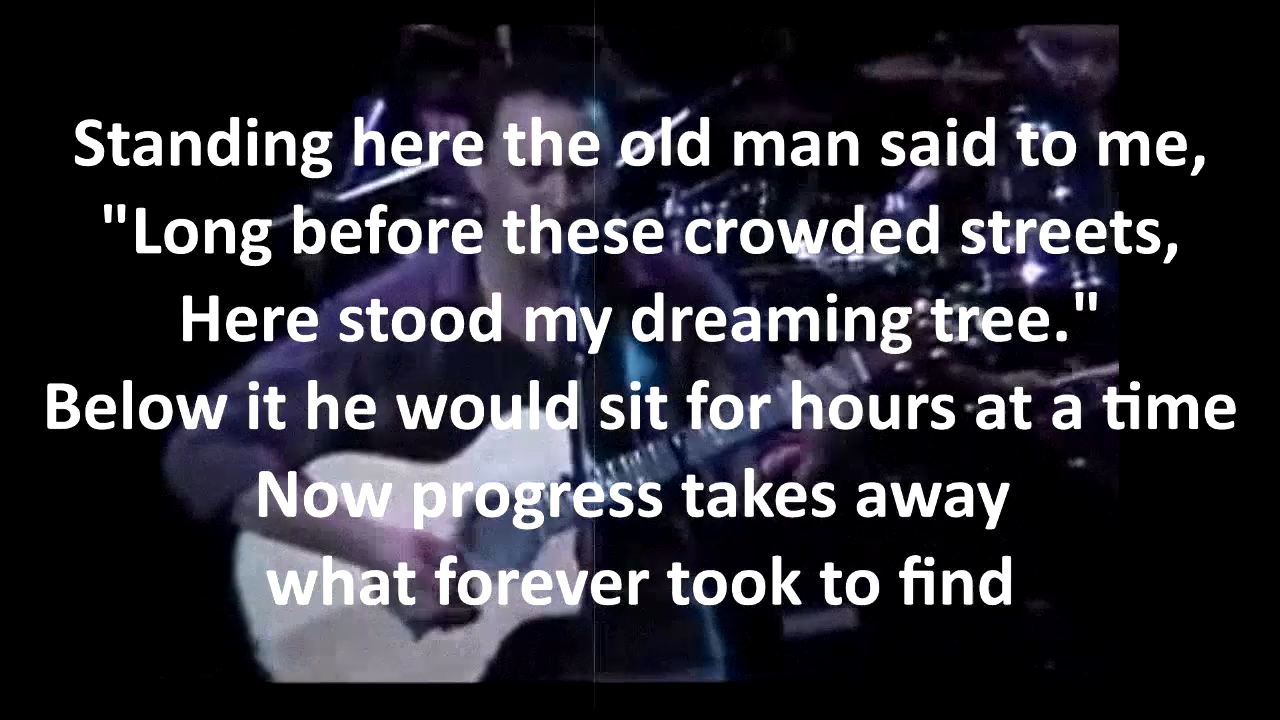 Standing here the old man said to me,
"Long before these crowded streets,
Here stood my dreaming tree."
Below it he would sit for hours at a time
Now progress takes away
what forever took to find